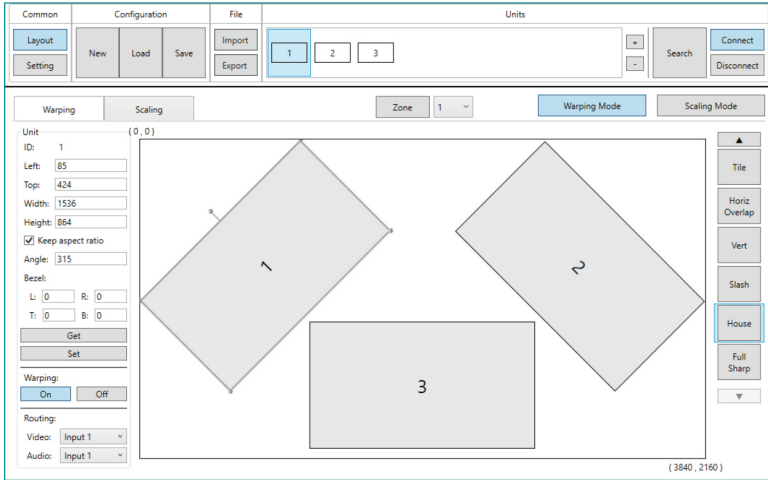 Common Configuration File Units
Layout New Load Save Import 1 2 3 + Search Connect
Setting Export - Disconnect
Warping Scaling Zone 1 Warping Mode Scaling Mode
Unit (0,0)
ID: 1
Left: 85
Top: 424
Width: 1536
Height: 864
Keep aspect ratio
Angle: 315
Bezel:
L: 0 R: 0
T: 0 B: 0
Get
Set
Warping:
On Off
Routing:
Video: Input 1
Audio: Input 1
1
2
3
(3840, 2160)
▲
Tile
Horiz
Overlap
Vert
Slash
House
Full
Sharp
▼